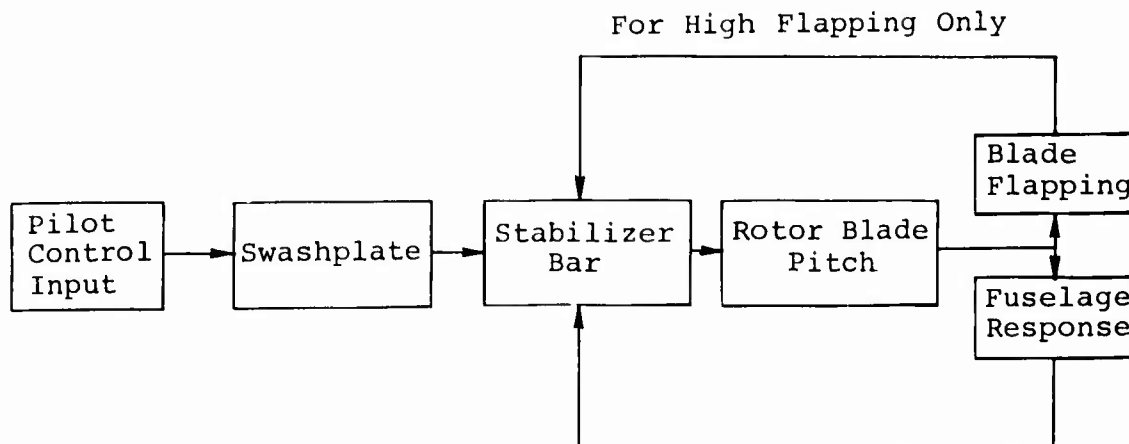 For High Flapping Only
Blade
Flapping
Pilot
Control
Input
Swashplate
Stabilizer
Bar
Rotor Blade
Pitch
Fuselage
Response